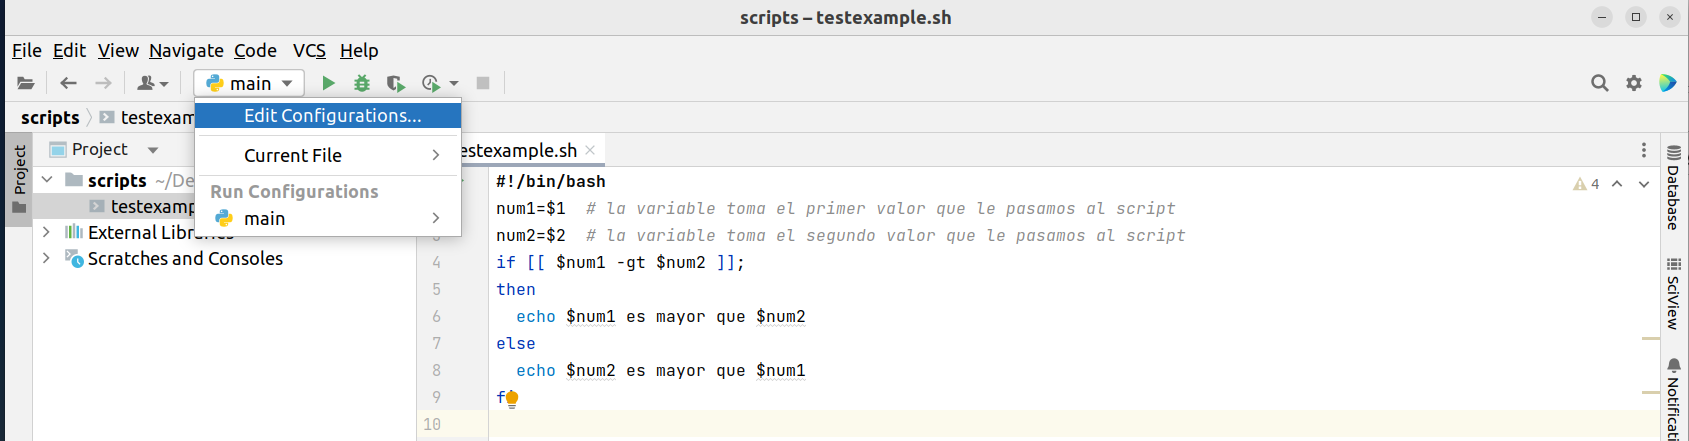 scripts – testexample.sh
File Edit View Navigate Code VCS Help
main
scripts testexam
Edit Configurations...
Current File
Run Configurations
main
Project
Project
scripts ~/De
testexamp
External Libraries
Scratches and Consoles
estexample.sh
4
#!/bin/bash
num1=$1 # la variable toma el primer valor que le pasamos al script
3 num2=$2 # la variable toma el segundo valor que le pasamos al script
4 if [[ $num1 -gt $num2 ]];
5 then
6 echo $num1 es mayor que $num2
7 else
8 echo $num2 es mayor que $num1
9 f
10
Database
SciView
Notificati